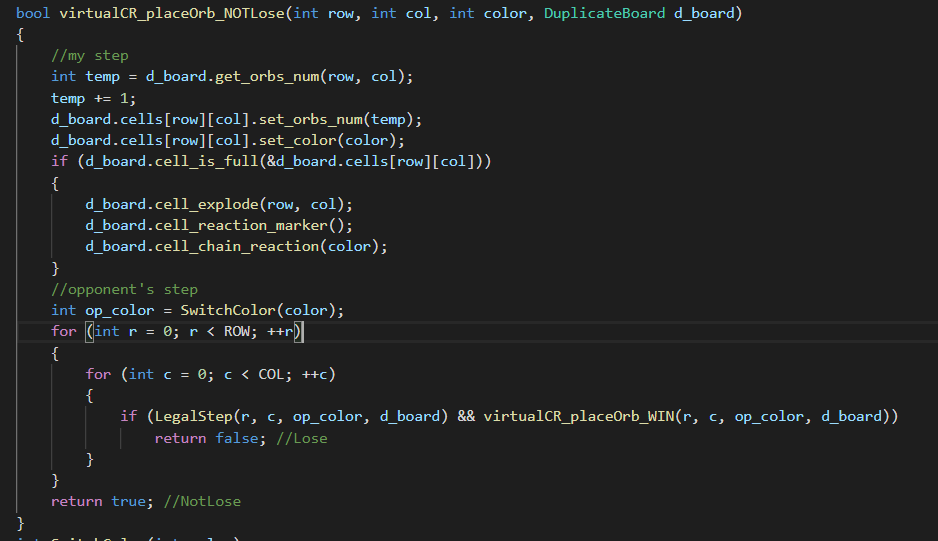 bool virtualCR_placeOrb_NOTLose(int row, int col, int color, DuplicateBoard d_board)
{
    //my step
    int temp = d_board.get_orbs_num(row, col);
    temp += 1;
    d_board.cells[row][col].set_orbs_num(temp);
    d_board.cells[row][col].set_color(color);
    if (d_board.cell_is_full(&d_board.cells[row][col]))
    {
        d_board.cell_explode(row, col);
        d_board.cell_reaction_marker();
        d_board.cell_chain_reaction(color);
    }
    //opponent's step
    int op_color = SwitchColor(color);
    for (int r = 0; r < ROW; ++r)
    {
        for (int c = 0; c < COL; ++c)
        {
            if (LegalStep(r, c, op_color, d_board) && virtualCR_placeOrb_WIN(r, c, op_color, d_board))
                return false; //Lose
        }
    }
    return true; //NotLose
}